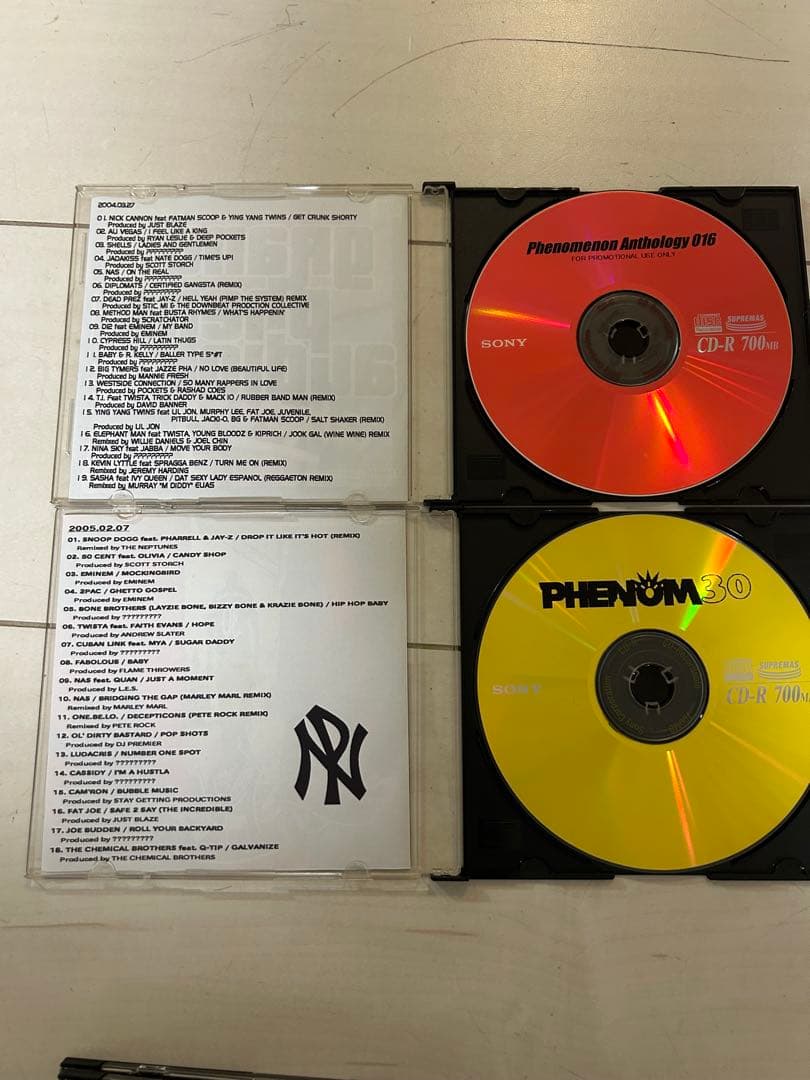 2004.03.27
01. NICK CANNON feat FATMAN SCOOP & YING YANG TWINS / GET CRUNK SHORTY
Produced by JUST BLAZE
02. ALI VEGAS / I FEEL LIKE A KING
Produced by RYAN LESLIE & DEEP POCKETS
03. SHELLS / LADIES AND GENTLEMEN
Produced by ?????????
04. JADAKISS feat NATE DOGG / TIME'S UP!
Produced by SCOTT STORCH
05. NAS / ON THE REAL
Produced by ?????????
06. DIPLOMATS / CERTIFIED GANGSTA (REMIX)
Produced by ?????????
07. DEAD PREZ feat JAY-Z / HELL YEAH (PIMP THE SYSTEM) REMIX
Produced by STIC, MI & THE DOWNBEAT PRODCTION COLLECTIVE
08. METHOD MAN feat BUSTA RHYMES / WHAT'S HAPPENIN'
Produced by SCRATCHATOR
09. D12 feat EMINEM / MY BAND
Produced by EMINEM
10. CYPRESS HILL / LATIN THUGS
Produced by ?????????
11. BABY & R. KELLY / BALLER TYPE S*#T
Produced by ?????????
12. BIG TYMERS feat JAZZE PHA / NO LOVE (BEAUTIFUL LIFE)
Produced by MANNIE FRESH
13. WESTSIDE CONNECTION / SO MANY RAPPERS IN LOVE
Produced by POCKETS & RASHAD COES
14. T.I. feat TWISTA, TRICK DADDY & MACK 10 / RUBBER BAND MAN (REMIX)
Produced by DAVID BANNER
15. YING YANG TWINS feat LIL JON, MURPHY LEE, FAT JOE, JUVENILE,
PITBULL, JACKI-O, BG & FATMAN SCOOP / SALT SHAKER (REMIX)
Produced by LIL JON
16. ELEPHANT MAN feat TWISTA, YOUNG BLOODZ & KIPRICH / JOOK GAL (WINE WINE) REMIX
Remixed by WILLIE DANIELS & JOEL CHIN
17. NINA SKY feat JABBA / MOVE YOUR BODY
Produced by ?????????
18. KEVIN LYTTLE feat SPRAGGA BENZ / TURN ME ON (REMIX)
Remixed by JEREMY HARDING
19. SASHA feat IVY QUEEN / DAT SEXY LADY ESPANOL (REGGAETON REMIX)
Remixed by MURRAY "M DIDDY" ELIAS
Phenomenon Anthology 016
FOR PROMOTIONAL USE ONLY
SONY
disc
SUPREMAS
CD-R 700MB
2005.02.07
01. SNOOP DOGG feat. PHARRELL & JAY-Z / DROP IT LIKE IT'S HOT (REMIX)
Remixed by THE NEPTUNES
02. 50 CENT feat. OLIVIA / CANDY SHOP
Produced by SCOTT STORCH
03. EMINEM / MOCKINGBIRD
Produced by EMINEM
04. 2PAC / GHETTO GOSPEL
Produced by EMINEM
05. BONE BROTHERS (LAYZIE BONE, BIZZY BONE & KRAZIE BONE) / HIP HOP BABY
Produced by ?????????
06. TWISTA feat. FAITH EVANS / HOPE
Produced by ANDREW SLATER
07. CUBAN LINK feat. MYA / SUGAR DADDY
Produced by ?????????
08. FABOLOUS / BABY
Produced by FLAME THROWERS
09. NAS feat. QUAN / JUST A MOMENT
Produced by L.E.S.
10. NAS / BRIDGING THE GAP (MARLEY MARL REMIX)
Remixed by MARLEY MARL
11. ONE.BE.LO. / DECEPTICONS (PETE ROCK REMIX)
Remixed by PETE ROCK
12. OL' DIRTY BASTARD / POP SHOTS
Produced by DJ PREMIER
13. LUDACRIS / NUMBER ONE SPOT
Produced by ?????????
14. CASSIDY / I'M A HUSTLA
Produced by ?????????
15. CAM'RON / BUBBLE MUSIC
Produced by STAY GETTING PRODUCTIONS
16. FAT JOE / SAFE 2 SAY (THE INCREDIBLE)
Produced by JUST BLAZE
17. JOE BUDDEN / ROLL YOUR BACKYARD
Produced by ?????????
18. THE CHEMICAL BROTHERS feat. Q-TIP / GALVANIZE
Produced by THE CHEMICAL BROTHERS
PHENOM30
SONY
SUPREMAS
CD-R 700M